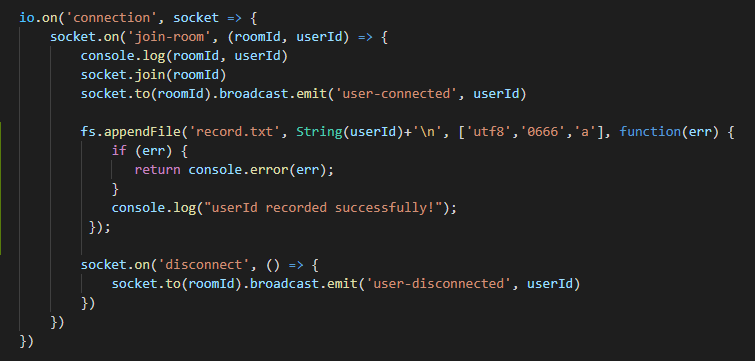 io.on('connection', socket => {
    socket.on('join-room', (roomId, userId) => {
        console.log(roomId, userId)
        socket.join(roomId)
        socket.to(roomId).broadcast.emit('user-connected', userId)
        fs.appendFile('record.txt', String(userId)+'\n', ['utf8','0666','a'], function(err) {
            if (err) {
               return console.error(err);
            }
            console.log("userId recorded successfully!");
         });
        socket.on('disconnect', () => {
            socket.to(roomId).broadcast.emit('user-disconnected', userId)
        })
    })
})